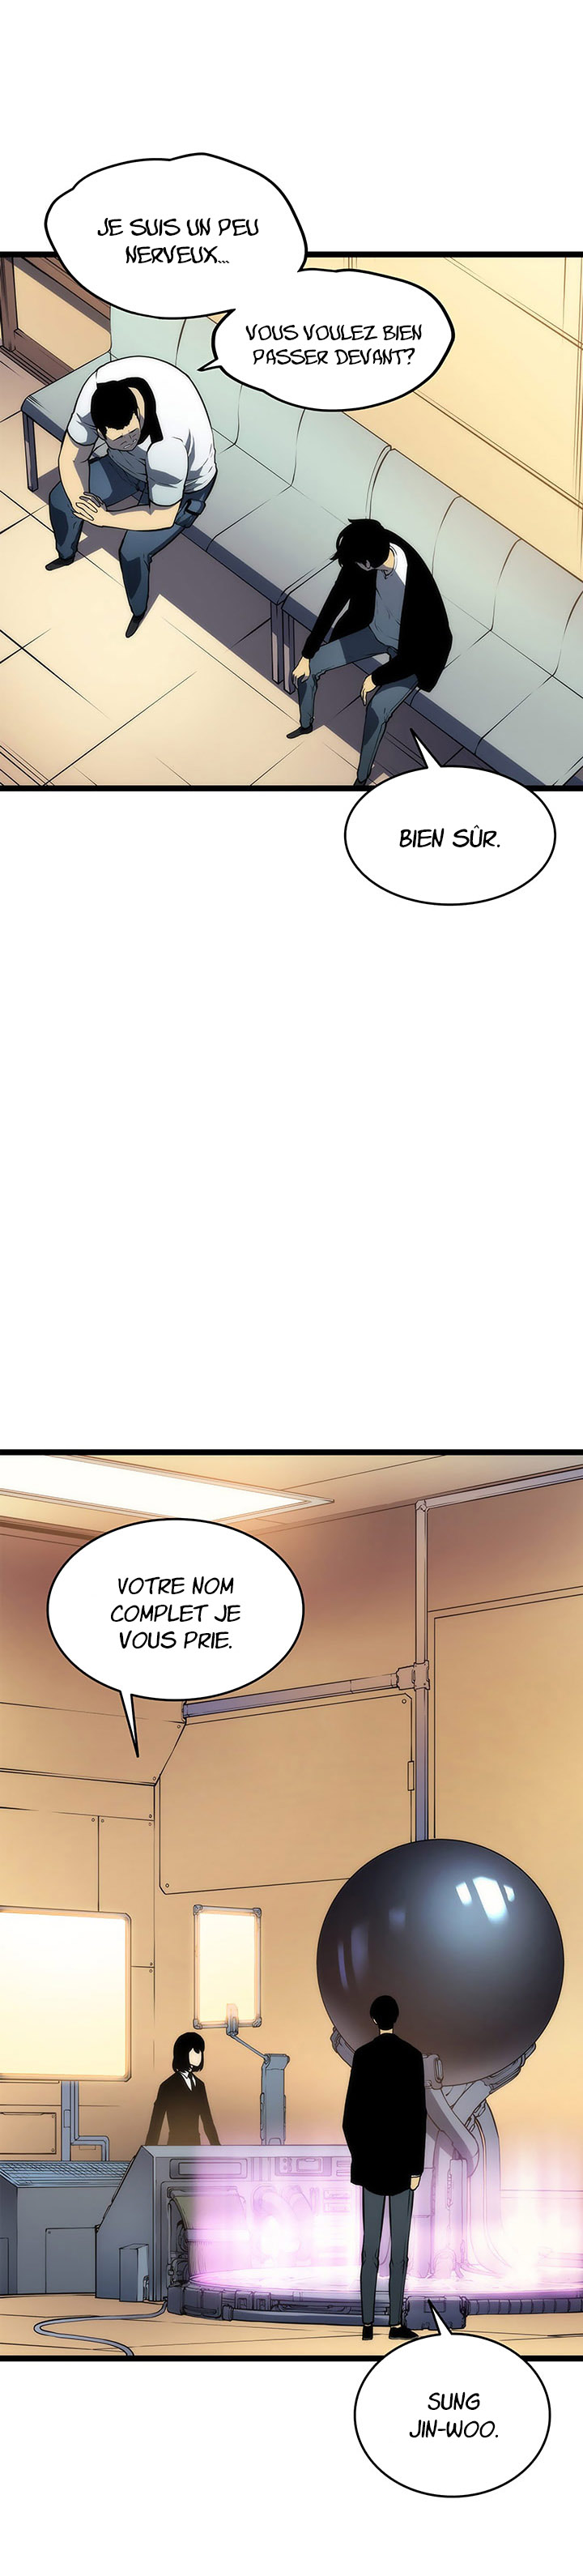 JE SUIS UN PEU
NERVEUX...
VOUS VOULEZ BIEN
PASSER DEVANT?
BIEN SÛR.
VOTRE NOM
COMPLET JE
VOUS PRIE.
SUNG
JIN-WOO.